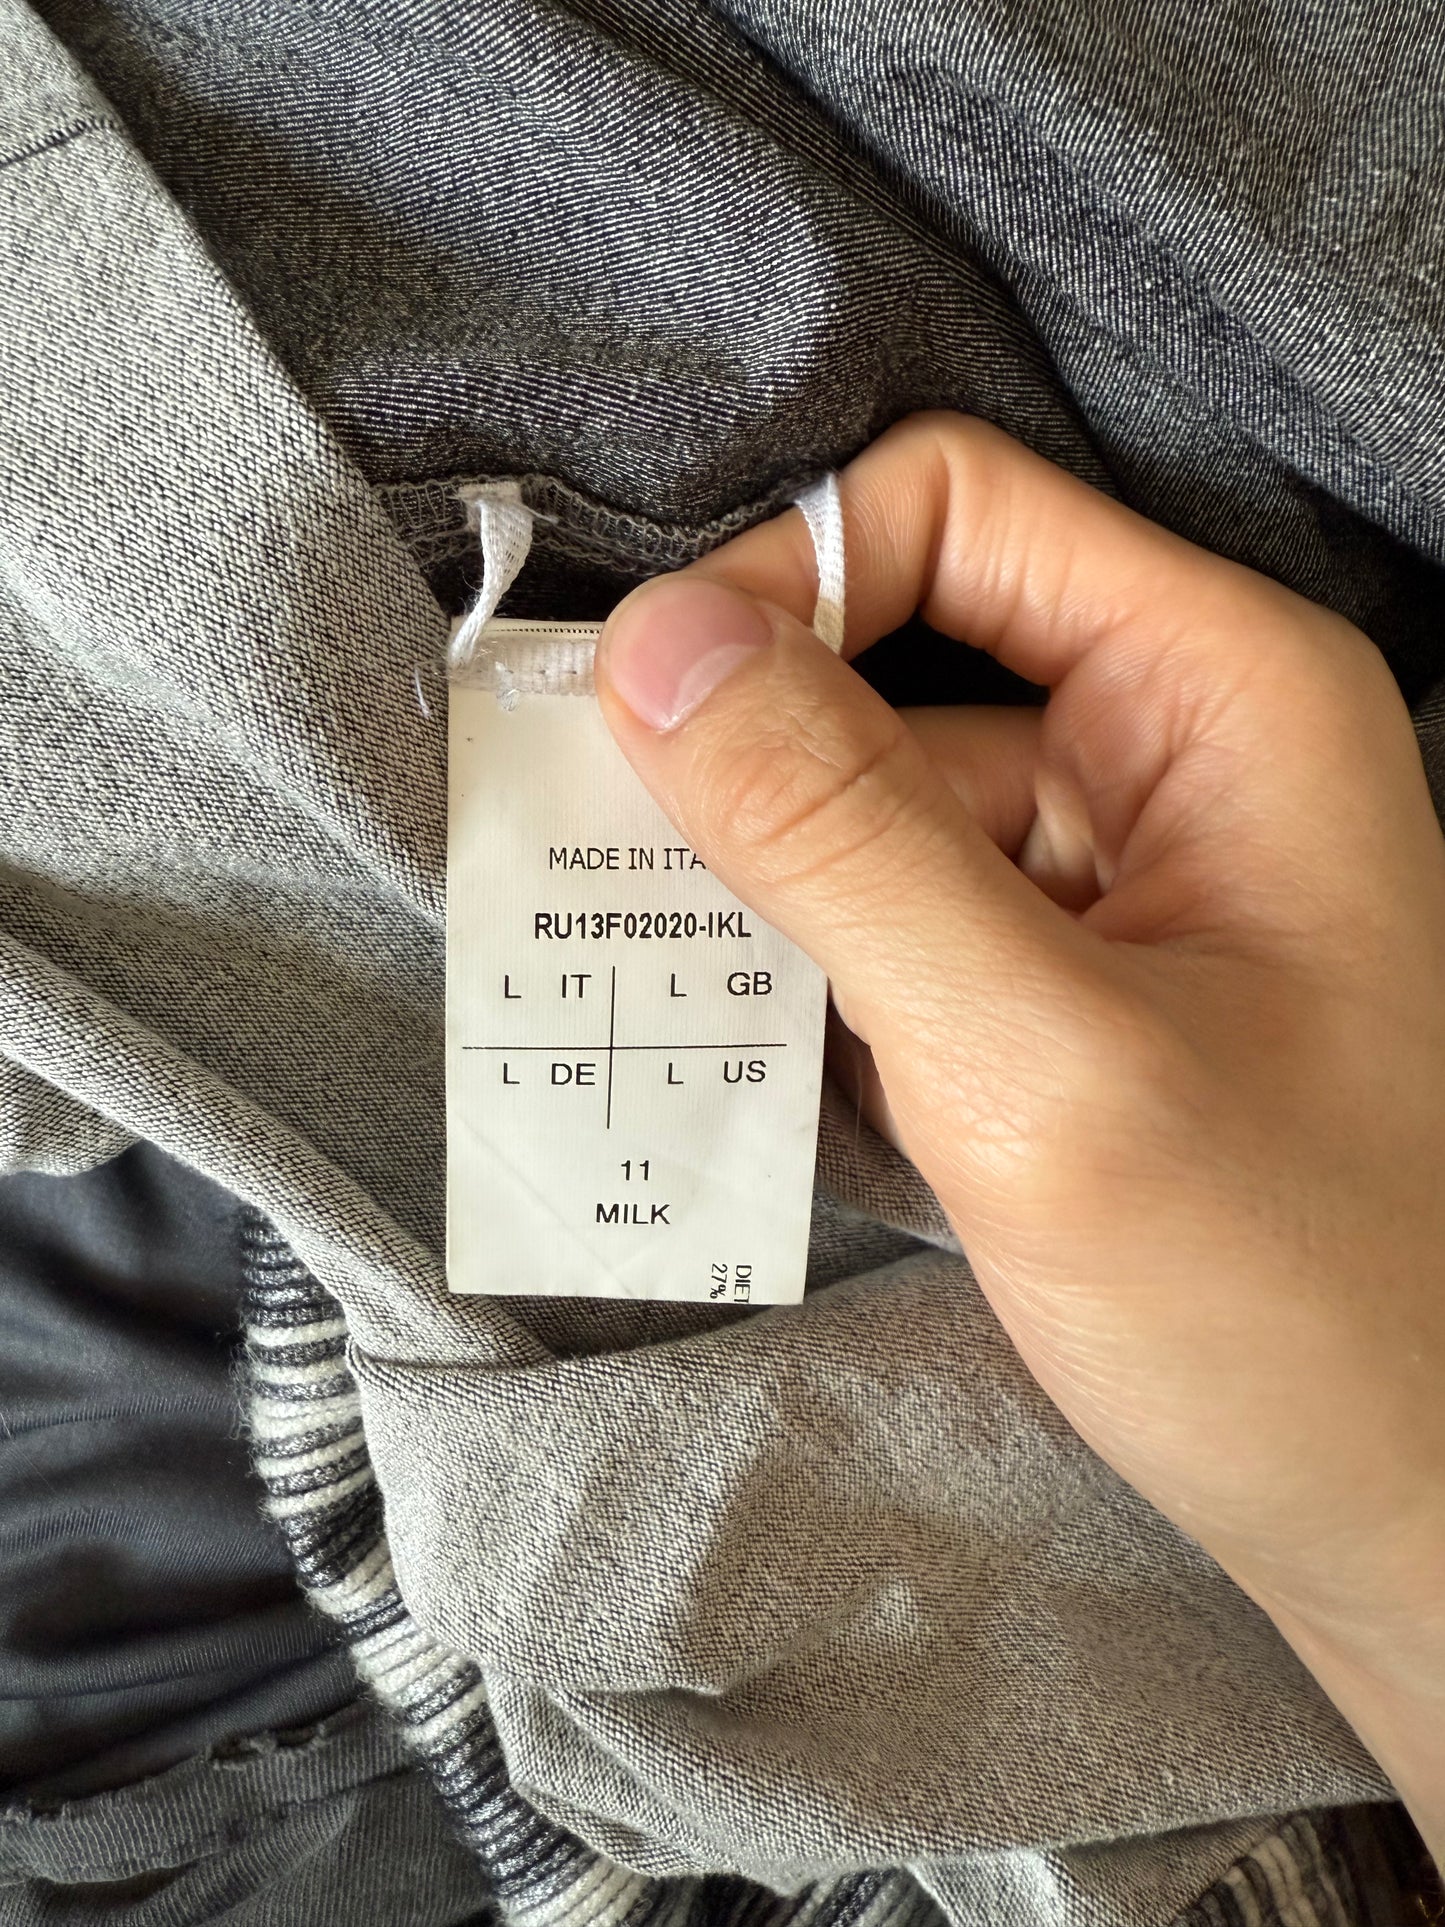 MADE IN ITA
RU13F02020-IKL
L IT L GB
L DE L US
11
MILK
DIET
27%